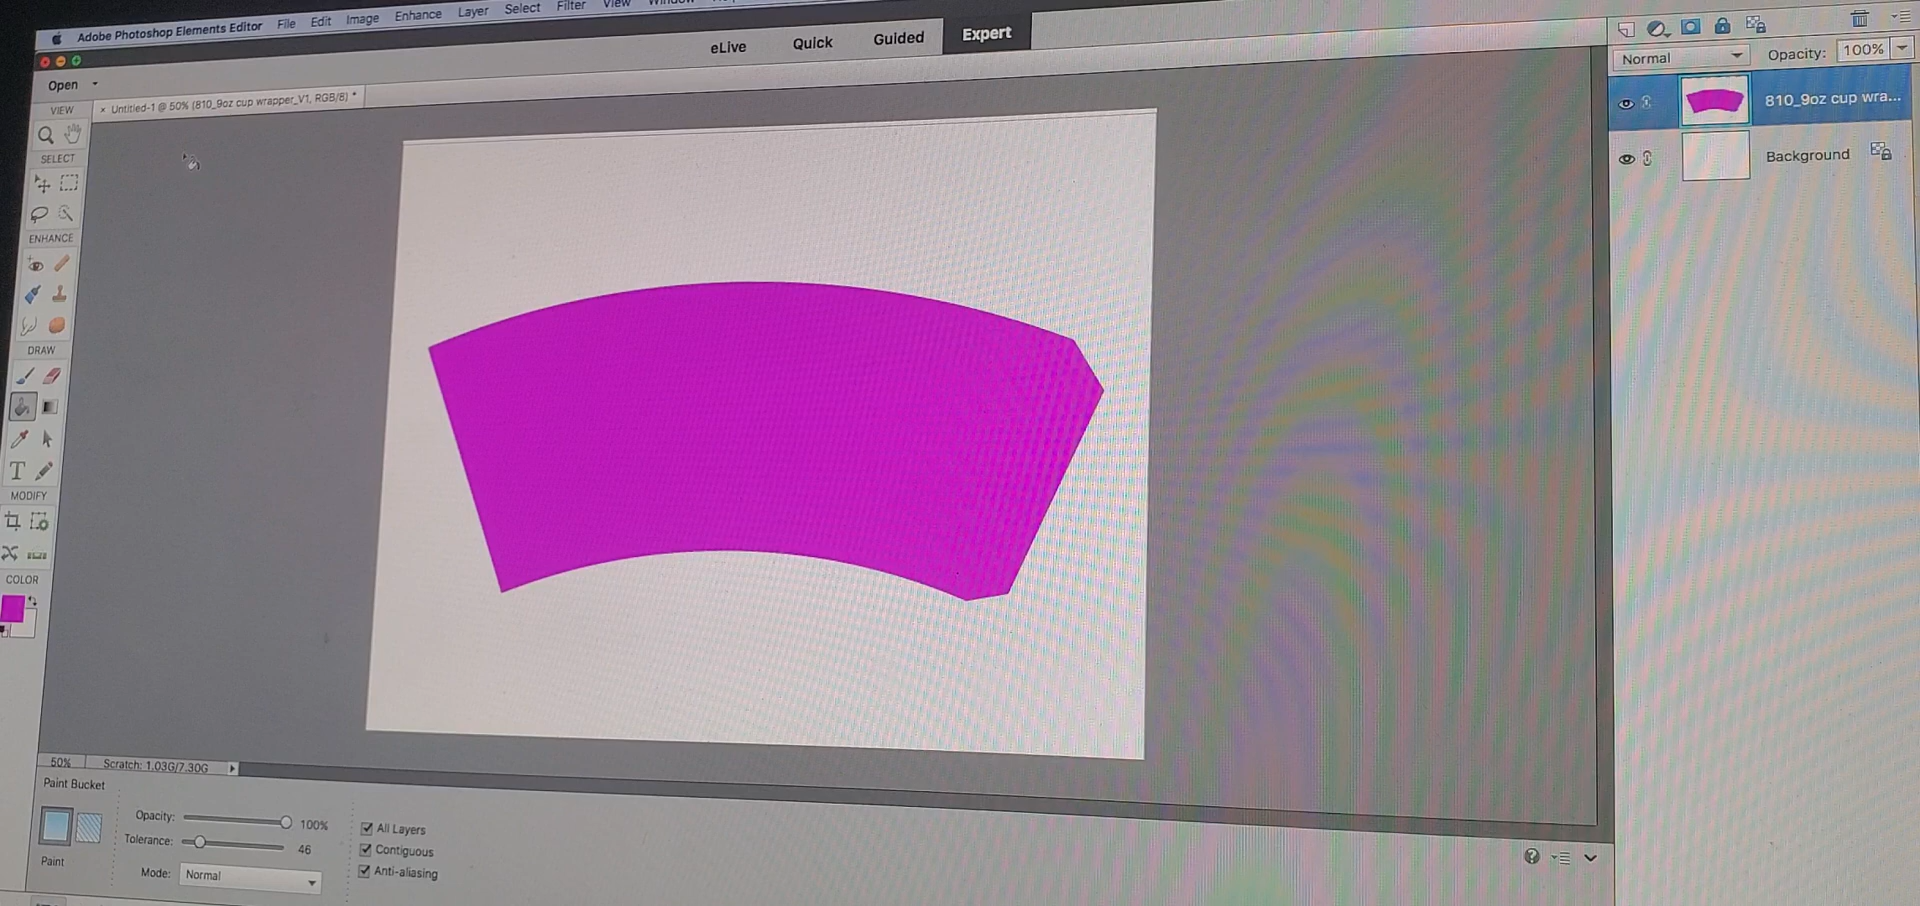 Adobe Photoshop Elements Editor File Edit Image Enhance Layer Select Filter View
eLive Quick Guided Expert
Open
× Untitled-1 @ 50% (810_9oz cup wrapper_V1, RGB/8) *
VIEW
SELECT
ENHANCE
DRAW
T
MODIFY
COLOR
Normal Opacity: 100%
810_9oz cup wra...
Background
50% Scratch: 1.03G/7.30G
Paint Bucket
Opacity: 100%
Tolerance: 46
Mode: Normal
Paint
All Layers
Contiguous
Anti-aliasing